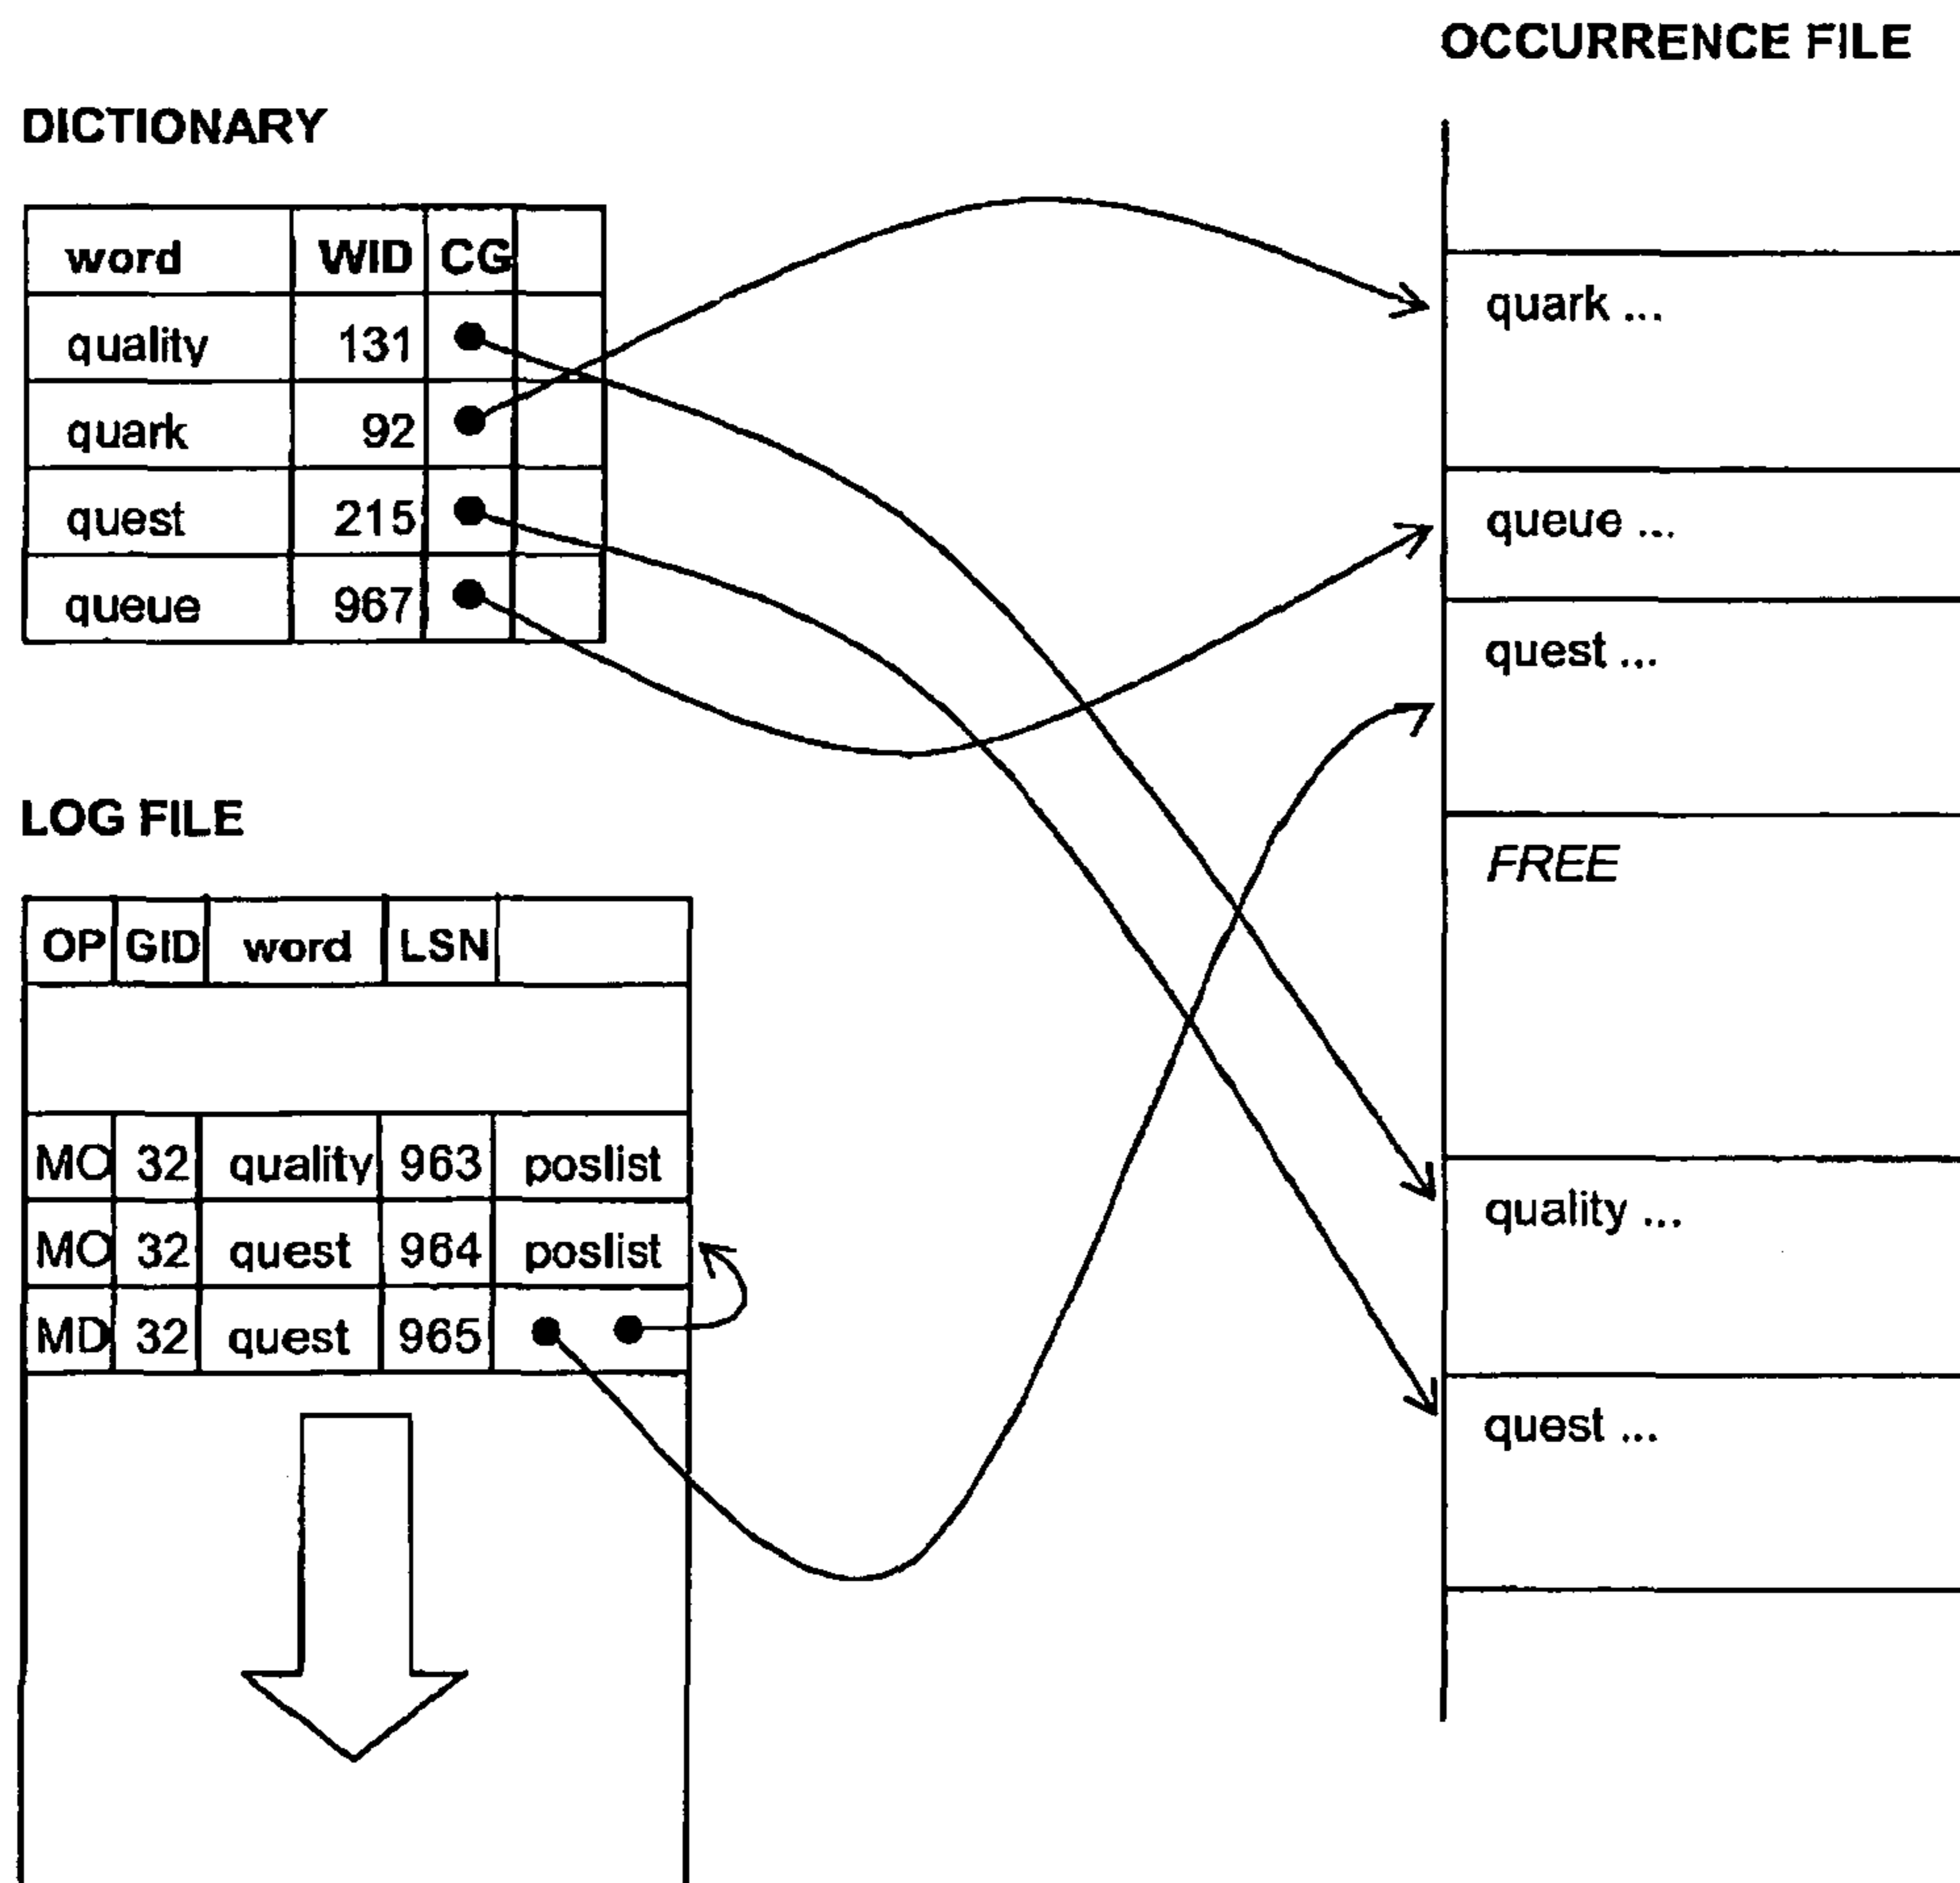 OCCURRENCE FILE
DICTIONARY
word WID CG
quality 131
quark 92
quest 215
queue 967
LOG FILE
OP GID word LSN
MO 32 quality 963 poslist
MO 32 quest 964 poslist
MD 32 quest 965
quark ...
queue ...
quest ...
FREE
quality ...
quest ...